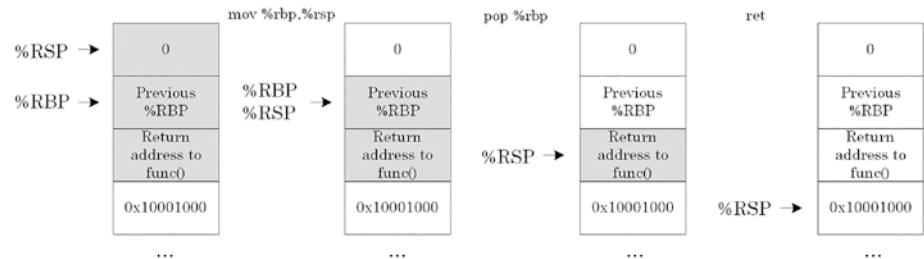 mov %rbp,%rsp
pop %rbp
ret
%RSP
0
0
0
0
%RBP
Previous
%RBP
%RBP
%RSP
Previous
%RBP
Previous
%RBP
Previous
%RBP
Return
address to
func()
Return
address to
func()
%RSP
Return
address to
func()
Return
address to
func()
0x10001000
0x10001000
0x10001000
%RSP
0x10001000
...
...
...
...